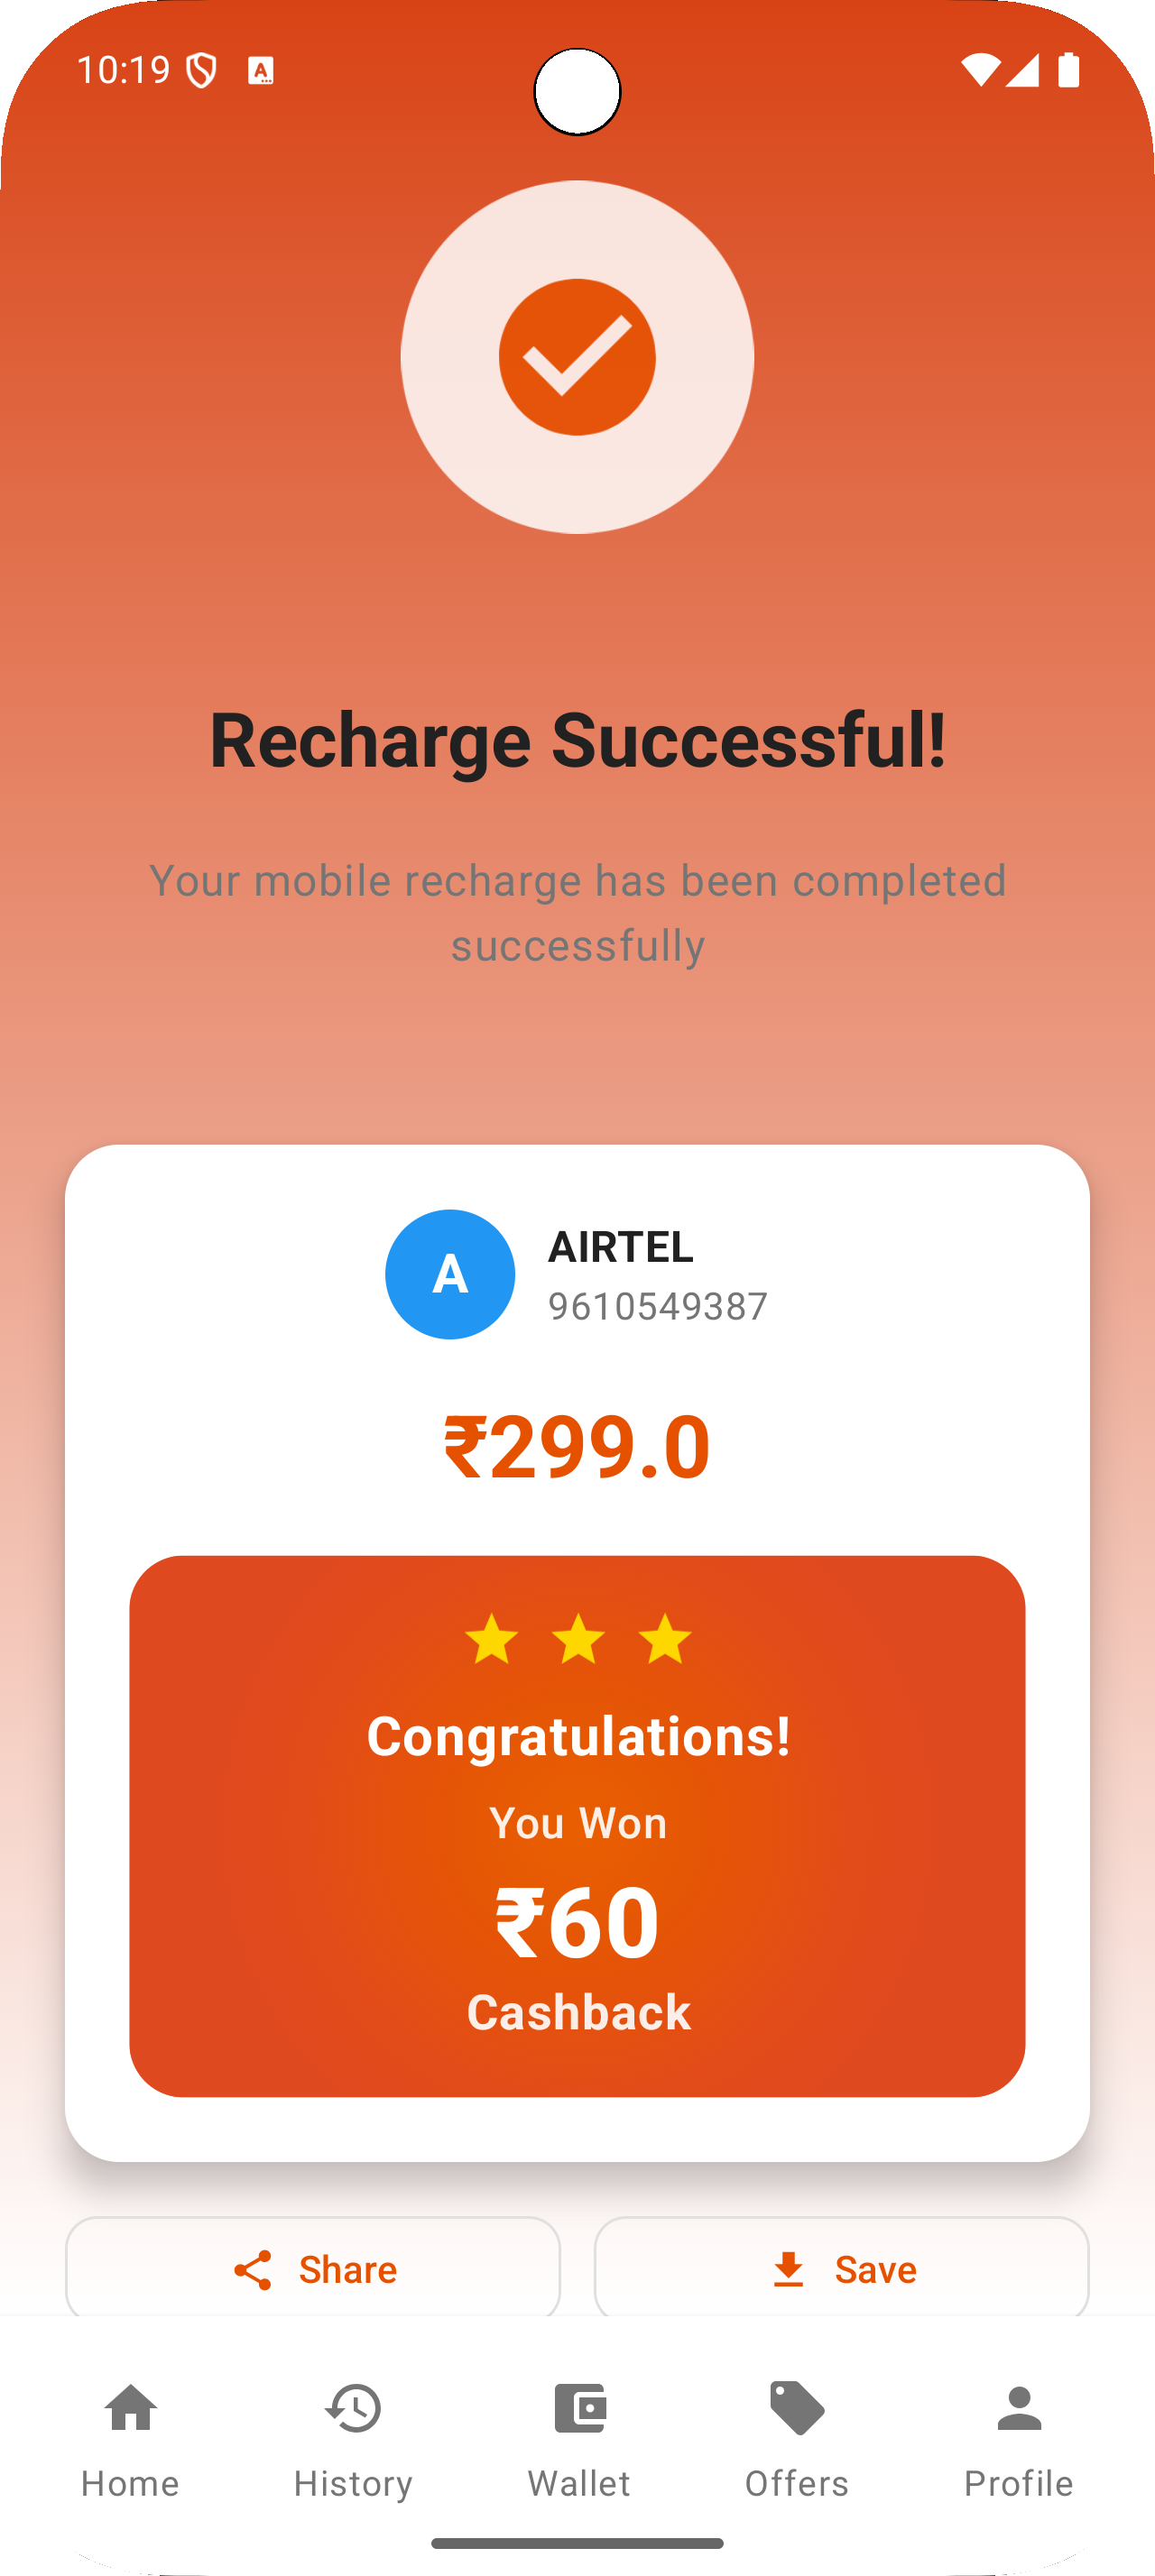 10:19
Recharge Successful!
Your mobile recharge has been completed
successfully
A
AIRTEL
9610549387
₹299.0
Congratulations!
You Won
₹60
Cashback
Share
Save
Home
History
Wallet
Offers
Profile